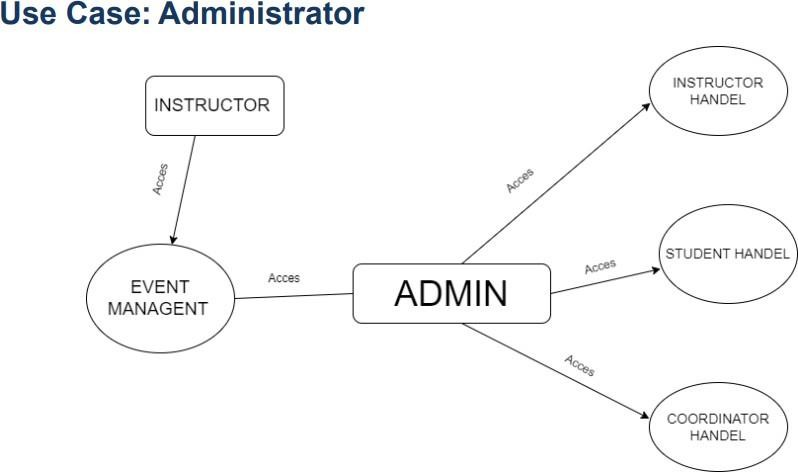 Use Case: Administrator
INSTRUCTOR
Acces
EVENT
MANAGENT
Acces
ADMIN
Acces
INSTRUCTOR
HANDEL
Acces
STUDENT HANDEL
Acces
COORDINATOR
HANDEL